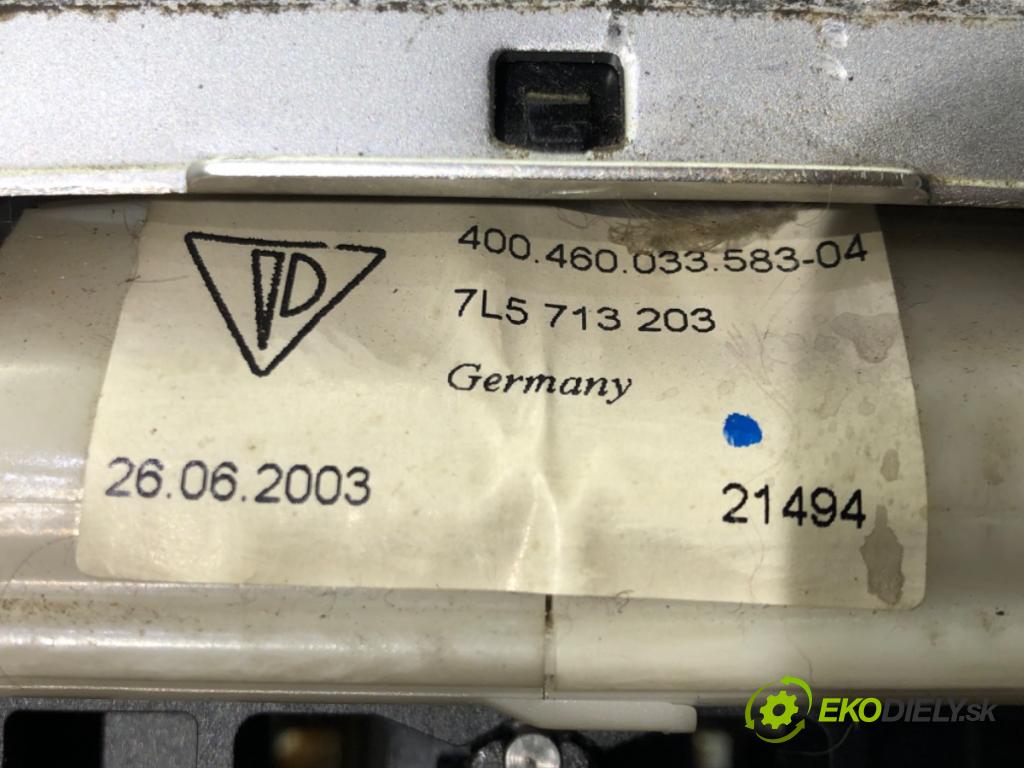 400.460.033.583-04
7L5 713 203
Germany
26.06.2003
21494
EKODIELY.sk